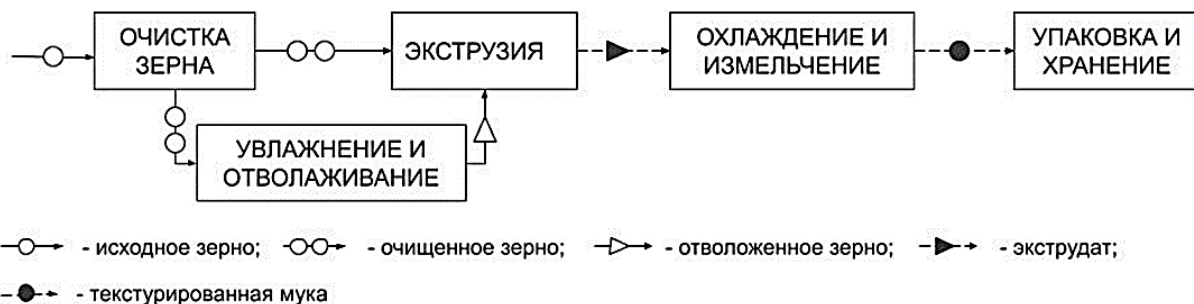 ОЧИСТКА
ЗЕРНА
ЭКСТРУЗИЯ
ОХЛАЖДЕНИЕ И
ИЗМЕЛЬЧЕНИЕ
УПАКОВКА И
ХРАНЕНИЕ
УВЛАЖНЕНИЕ И
ОТВОЛАЖИВАНИЕ
- исходное зерно; - очищенное зерно; - отволоженное зерно; - экструдат;
- текстурированная мука